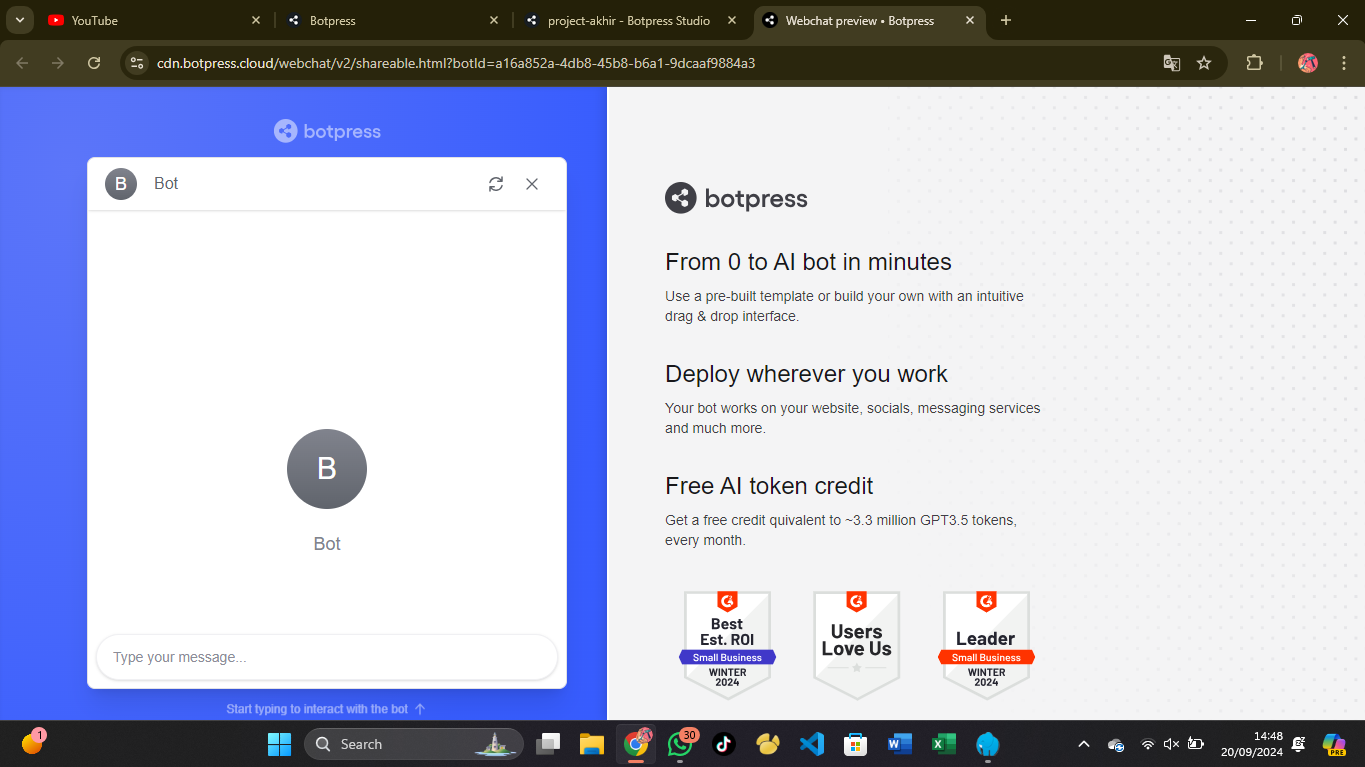 YouTube
Botpress
project-akhir - Botpress Studio
Webchat preview • Botpress
cdn.botpress.cloud/webchat/v2/shareable.html?botId=a16a852a-4db8-45b8-b6a1-9dcaaf9884a3
botpress
B
Bot
B
Bot
Type your message...
Start typing to interact with the bot ↑
botpress
From 0 to AI bot in minutes
Use a pre-built template or build your own with an intuitive
drag & drop interface.
Deploy wherever you work
Your bot works on your website, socials, messaging services
and much more.
Free AI token credit
Get a free credit quivalent to ~3.3 million GPT3.5 tokens,
every month.
Best
Est. ROI
Small Business
WINTER
2024
Users
Love Us
Leader
Small Business
WINTER
2024
1
Search
30
14:48
20/09/2024
PRE